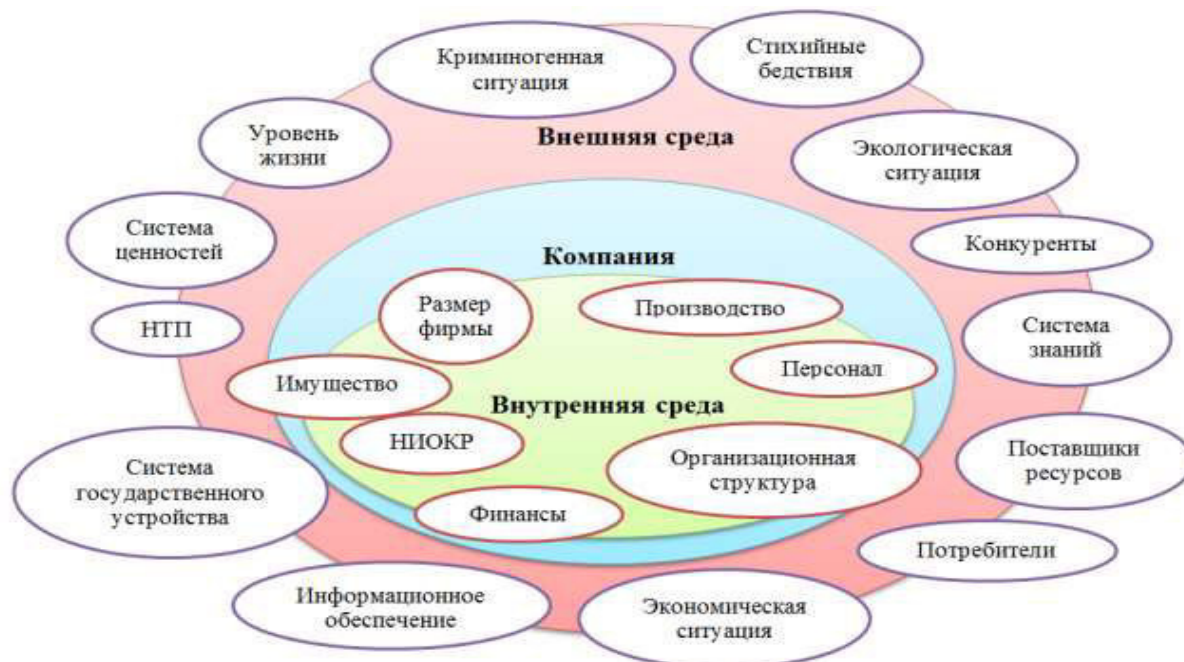 Криминогенная
ситуация
Стихийные
бедствия
Уровень
жизни
Внешняя среда
Экологическая
ситуация
Система
ценностей
Компания
Конкуренты
Размер
фирмы
Производство
НТП
Система
знаний
Имущество
Персонал
Внутренняя среда
НИОКР
Организационная
структура
Поставщики
ресурсов
Система
государственного
устройства
Финансы
Потребители
Информационное
обеспечение
Экономическая
ситуация